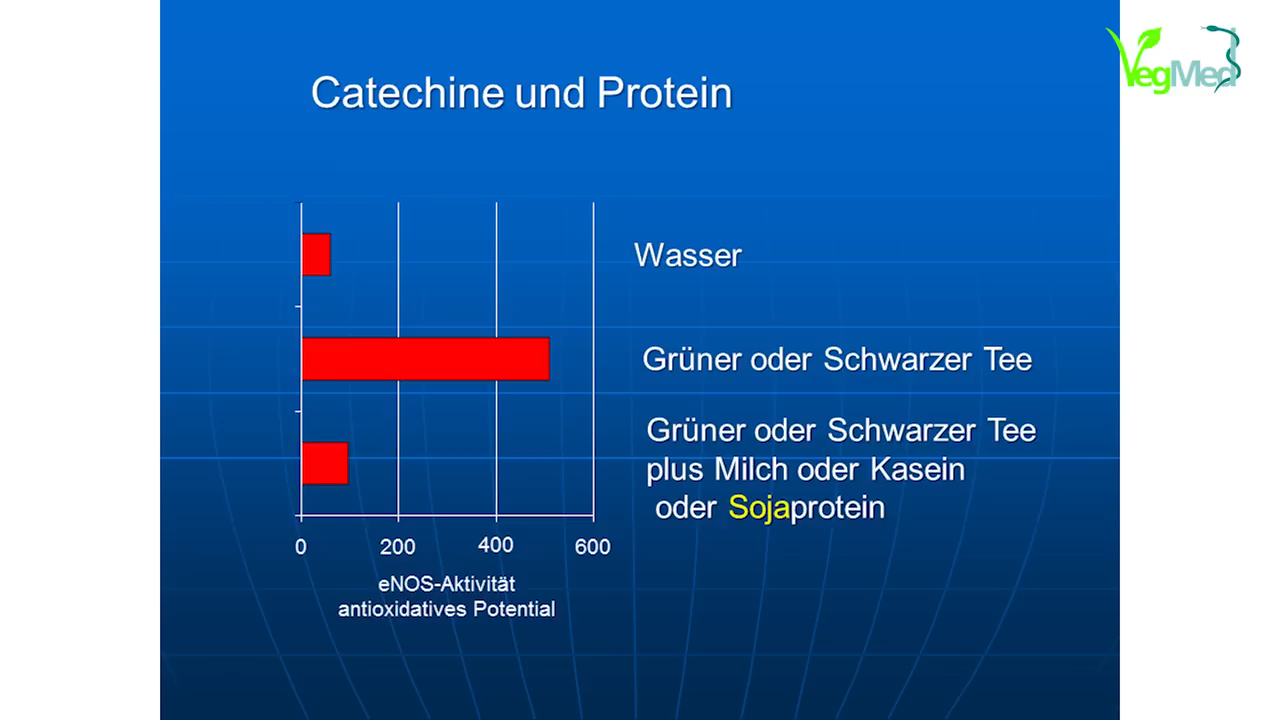 VegMed
Catechine und Protein
Wasser
Grüner oder Schwarzer Tee
Grüner oder Schwarzer Tee
plus Milch oder Kasein
oder Sojaprotein
0 200 400 600
eNOS-Aktivität
antioxidatives Potential